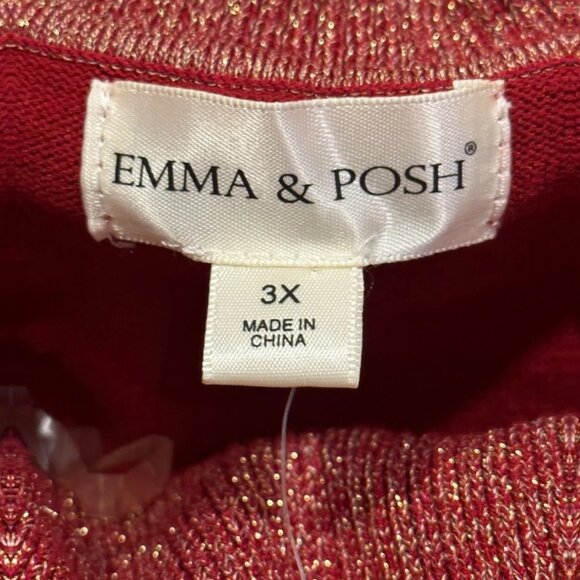 EMMA & POSH®
3X
MADE IN
CHINA